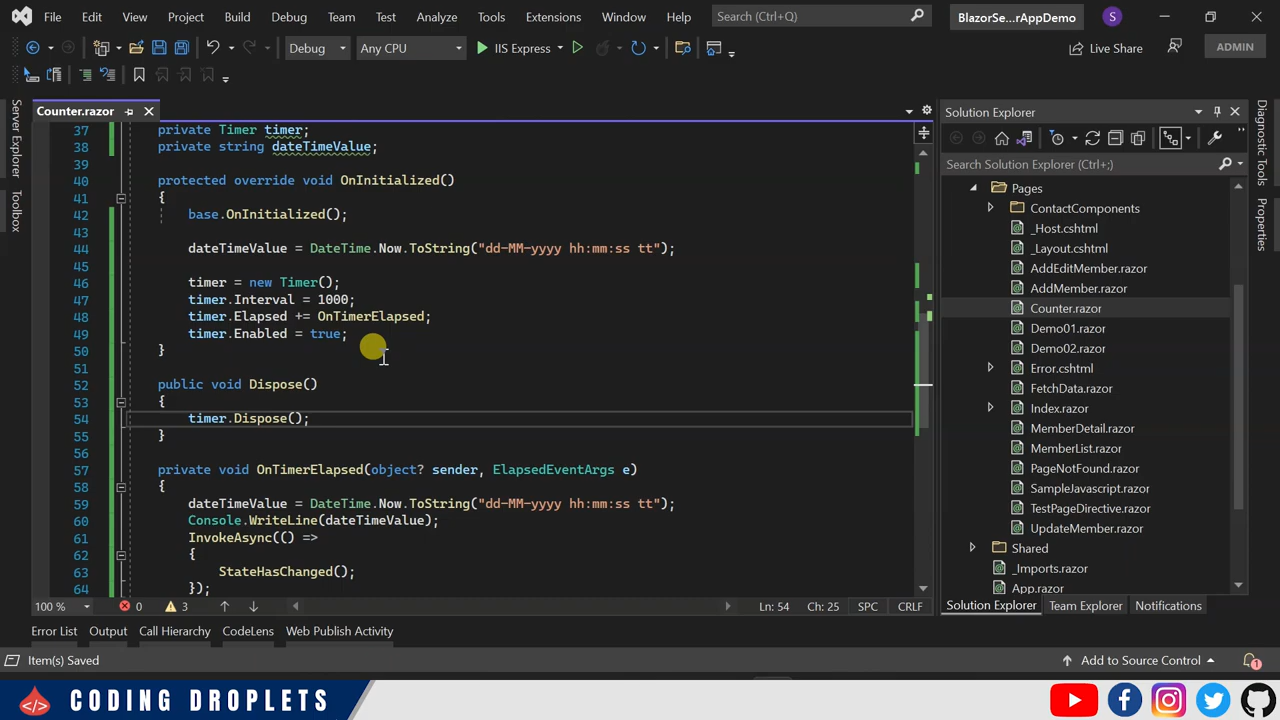 File Edit View Project Build Debug Team Test Analyze Tools Extensions Window Help Search (Ctrl+Q) BlazorSe...rAppDemo S
Debug Any CPU IIS Express Live Share ADMIN
Counter.razor
Server Explorer
Toolbox
37 private Timer timer;
38 private string dateTimeValue;
39
40 protected override void OnInitialized()
41 {
42 base.OnInitialized();
43
44 dateTimeValue = DateTime.Now.ToString("dd-MM-yyyy hh:mm:ss tt");
45
46 timer = new Timer();
47 timer.Interval = 1000;
48 timer.Elapsed += OnTimerElapsed;
49 timer.Enabled = true;
50 }
51
52 public void Dispose()
53 {
54 timer.Dispose();
55 }
56
57 private void OnTimerElapsed(object? sender, ElapsedEventArgs e)
58 {
59 dateTimeValue = DateTime.Now.ToString("dd-MM-yyyy hh:mm:ss tt");
60 Console.WriteLine(dateTimeValue);
61 InvokeAsync(() =>
62 {
63 StateHasChanged();
64 });
100 % 0 3 Ln: 54 Ch: 25 SPC CRLF
Solution Explorer
Search Solution Explorer (Ctrl+;)
Pages
ContactComponents
_Host.cshtml
_Layout.cshtml
AddEditMember.razor
AddMember.razor
Counter.razor
Demo01.razor
Demo02.razor
Error.cshtml
FetchData.razor
Index.razor
MemberDetail.razor
MemberList.razor
PageNotFound.razor
SampleJavascript.razor
TestPageDirective.razor
UpdateMember.razor
Shared
_Imports.razor
App.razor
Solution Explorer Team Explorer Notifications
Diagnostic Tools
Properties
Error List Output Call Hierarchy CodeLens Web Publish Activity
Item(s) Saved Add to Source Control 1
CODING DROPLETS